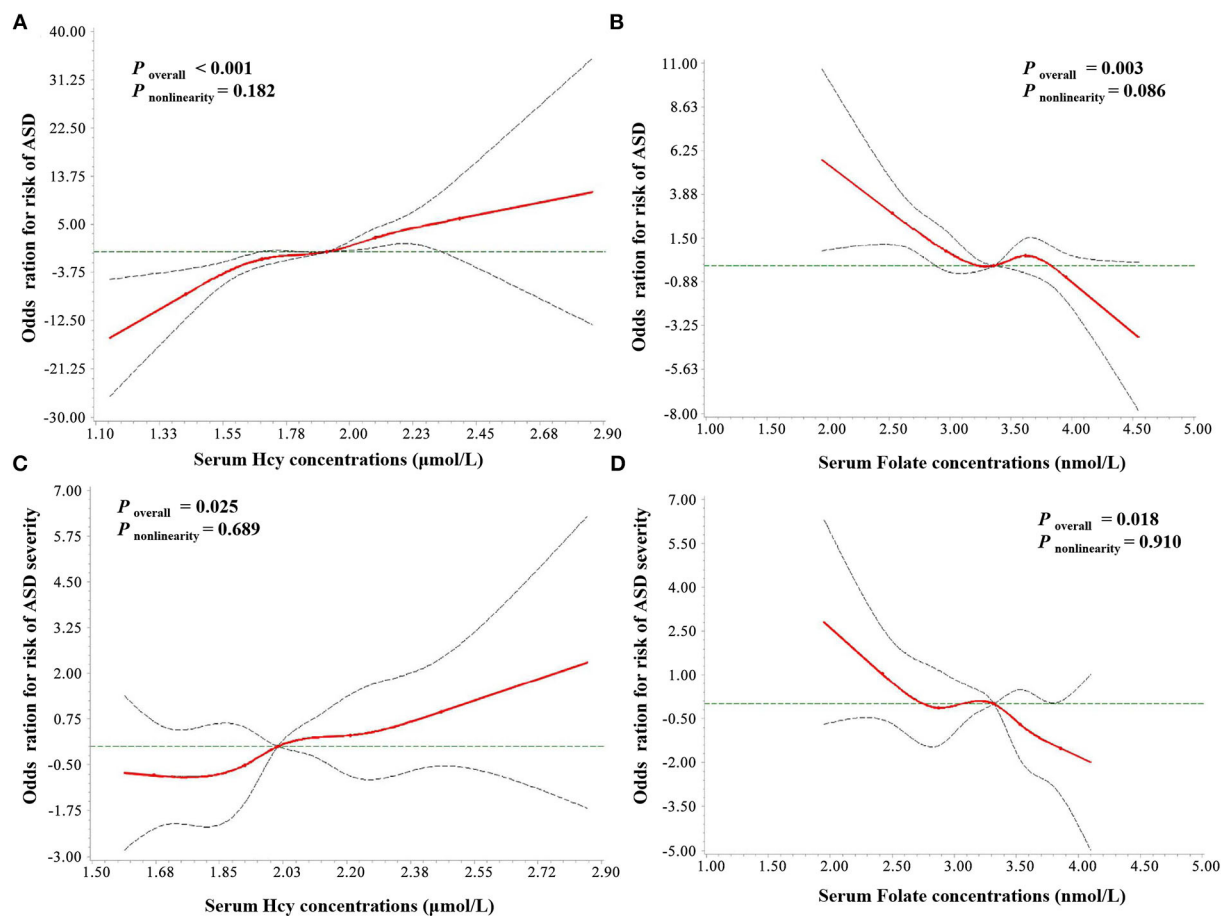 A
P overall < 0.001
P nonlinearity = 0.182
Odds ration for risk of ASD
40.00
31.25
22.50
13.75
5.00
-3.75
-12.50
-21.25
-30.00
1.10 1.33 1.55 1.78 2.00 2.23 2.45 2.68 2.90
Serum Hcy concentrations (μmol/L)
B
P overall = 0.003
P nonlinearity = 0.086
Odds ration for risk of ASD
11.00
8.63
6.25
3.88
1.50
-0.88
-3.25
-5.63
-8.00
1.00 1.50 2.00 2.50 3.00 3.50 4.00 4.50 5.00
Serum Folate concentrations (nmol/L)
C
P overall = 0.025
P nonlinearity = 0.689
Odds ration for risk of ASD severity
7.00
5.75
4.50
3.25
2.00
0.75
-0.50
-1.75
-3.00
1.50 1.68 1.85 2.03 2.20 2.38 2.55 2.72 2.90
Serum Hcy concentrations (μmol/L)
D
P overall = 0.018
P nonlinearity = 0.910
Odds ration for risk of ASD severity
7.00
5.50
4.00
2.50
1.00
-0.50
-2.00
-3.50
-5.00
1.00 1.50 2.00 2.50 3.00 3.50 4.00 4.50 5.00
Serum Folate concentrations (nmol/L)